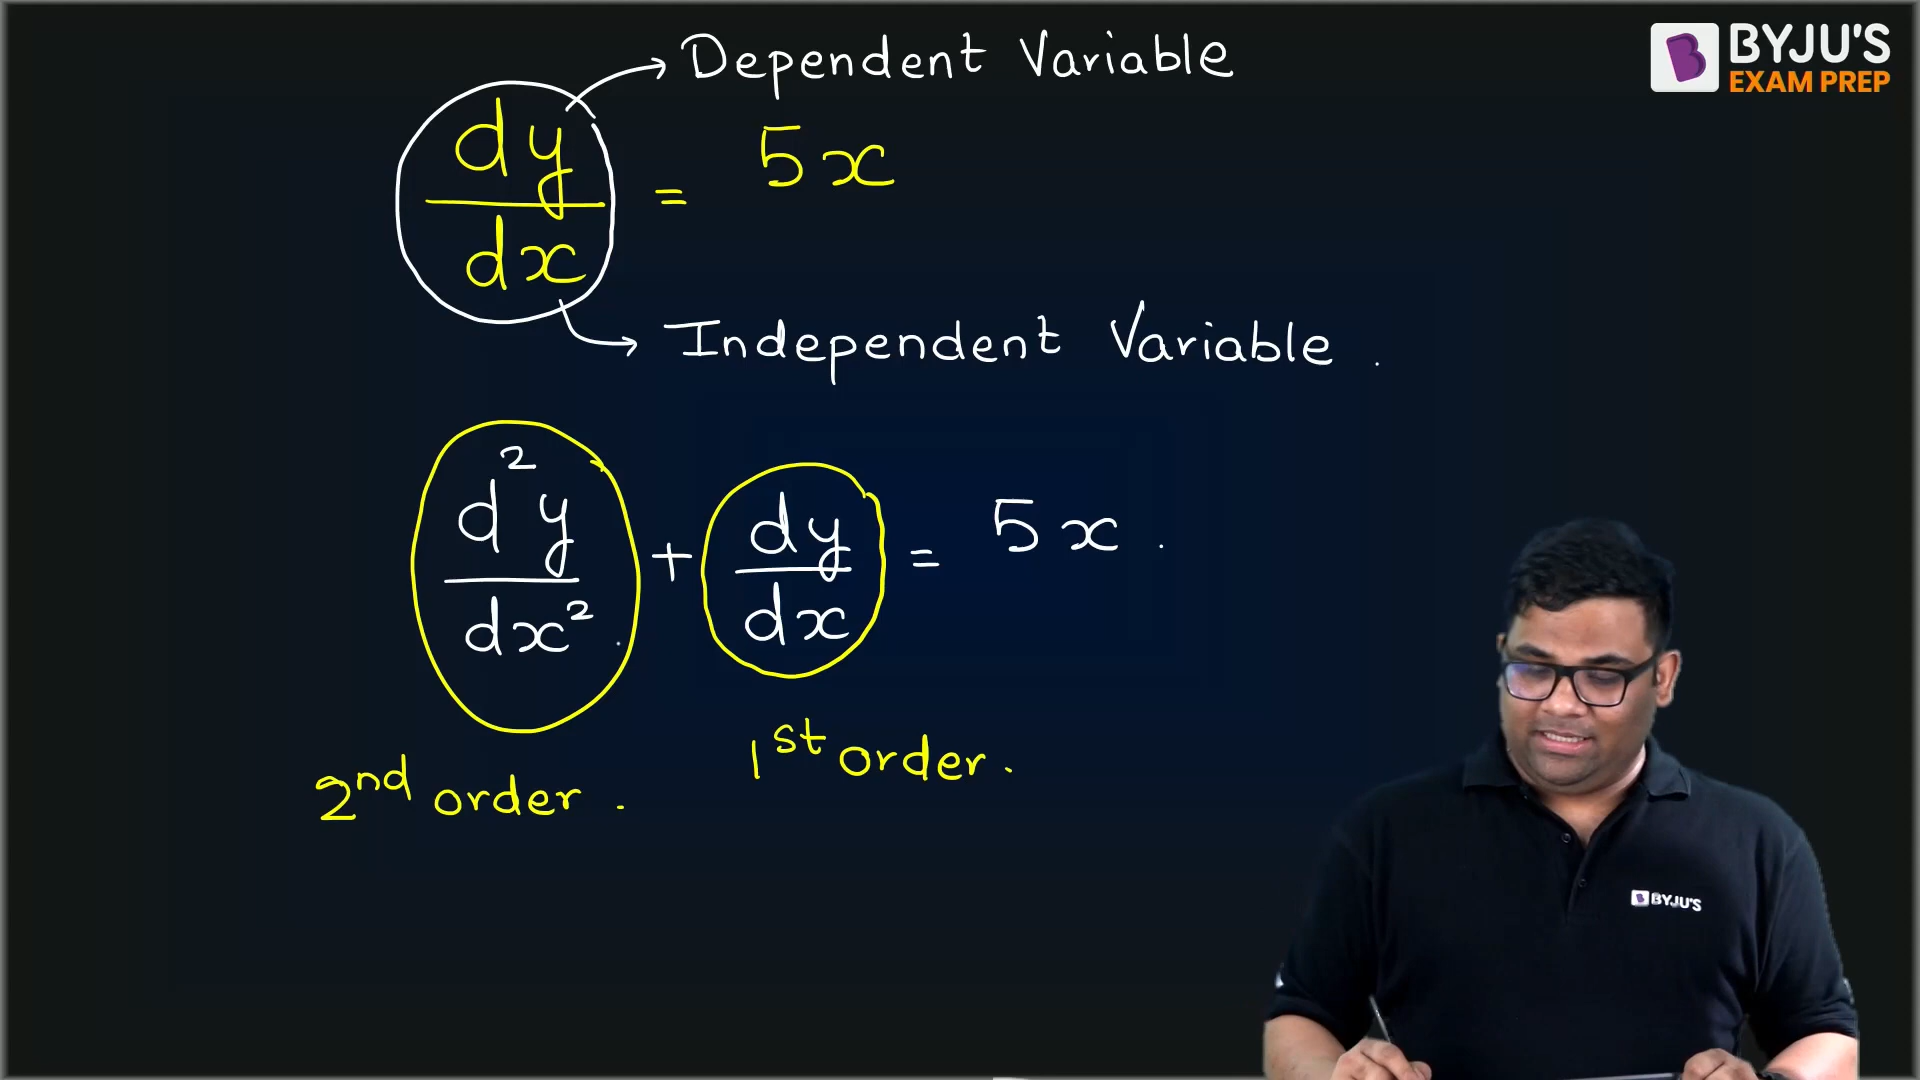 Dependent Variable
BYJU'S
EXAM PREP
dy/dx = 5x
Independent Variable .
d²y/dx² + dy/dx = 5x .
1st order .
2nd order .
BYJU'S